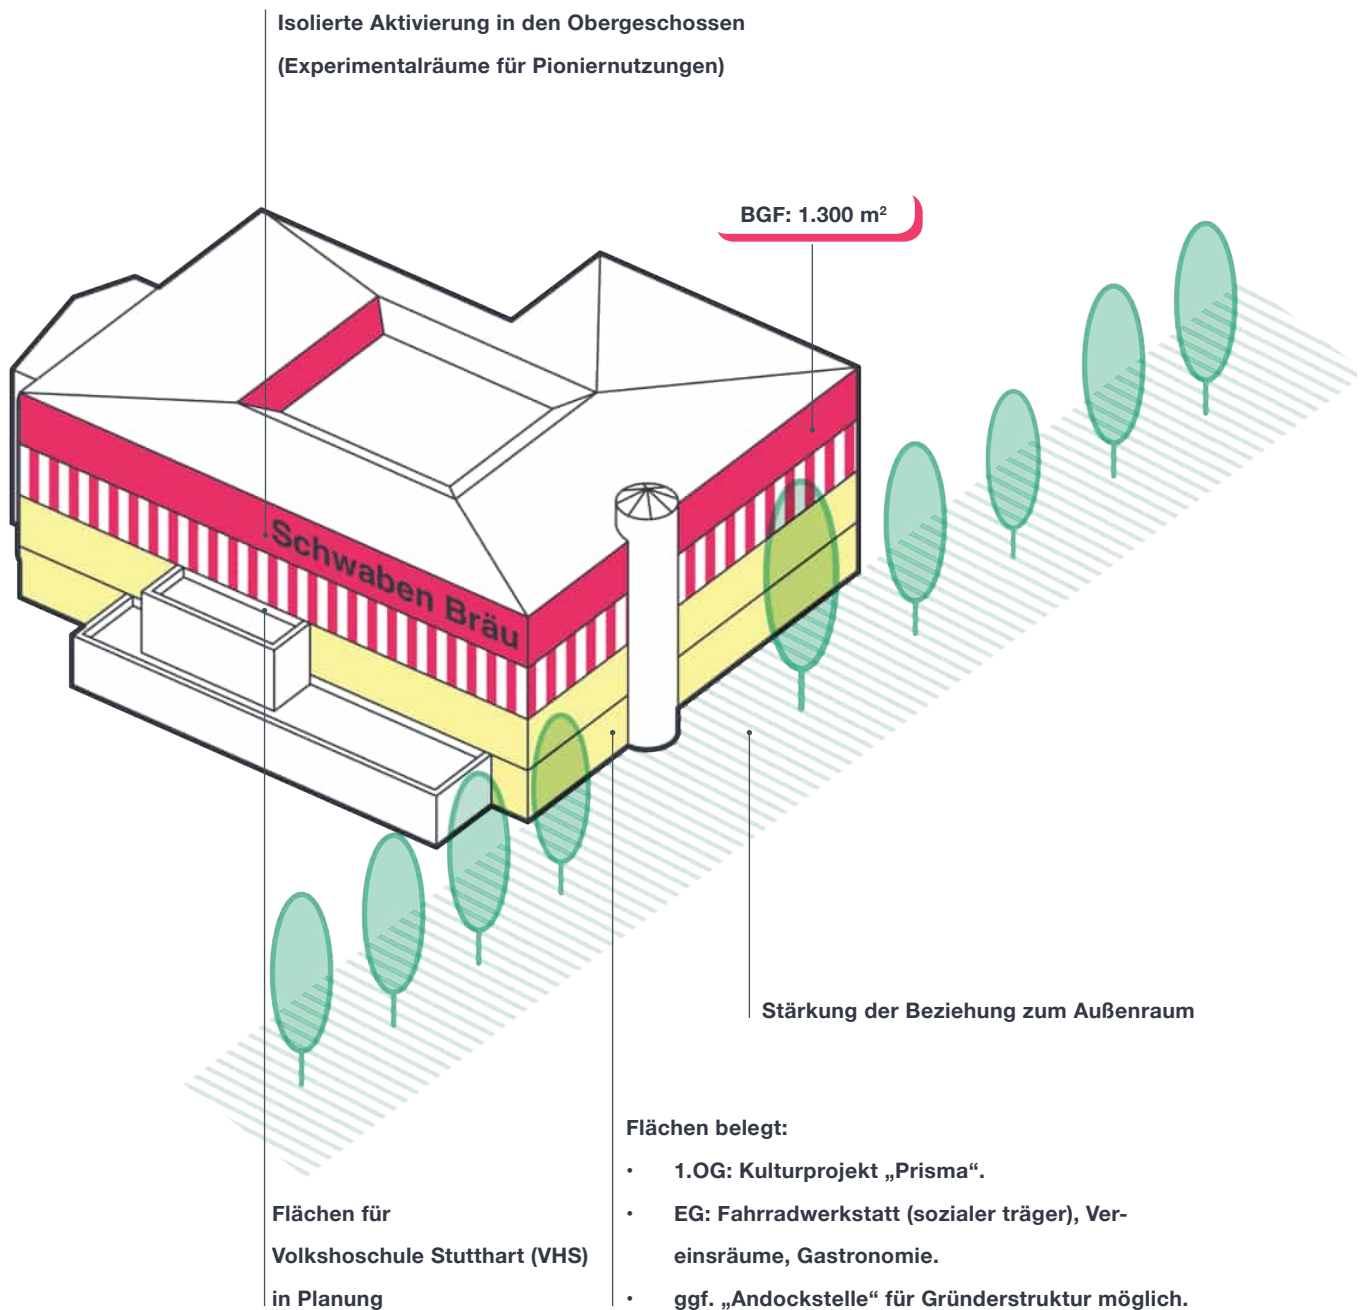 Isolierte Aktivierung in den Obergeschossen
(Experimentalräume für Pioniernutzungen)
BGF: 1.300 m²
Schwaben Bräu
Stärkung der Beziehung zum Außenraum
Flächen belegt:
• 1.OG: Kulturprojekt „Prisma“.
• EG: Fahrradwerkstatt (sozialer träger), Ver-
einsräume, Gastronomie.
• ggf. „Andockstelle“ für Gründerstruktur möglich.
Flächen für
Volkshoschule Stutthart (VHS)
in Planung